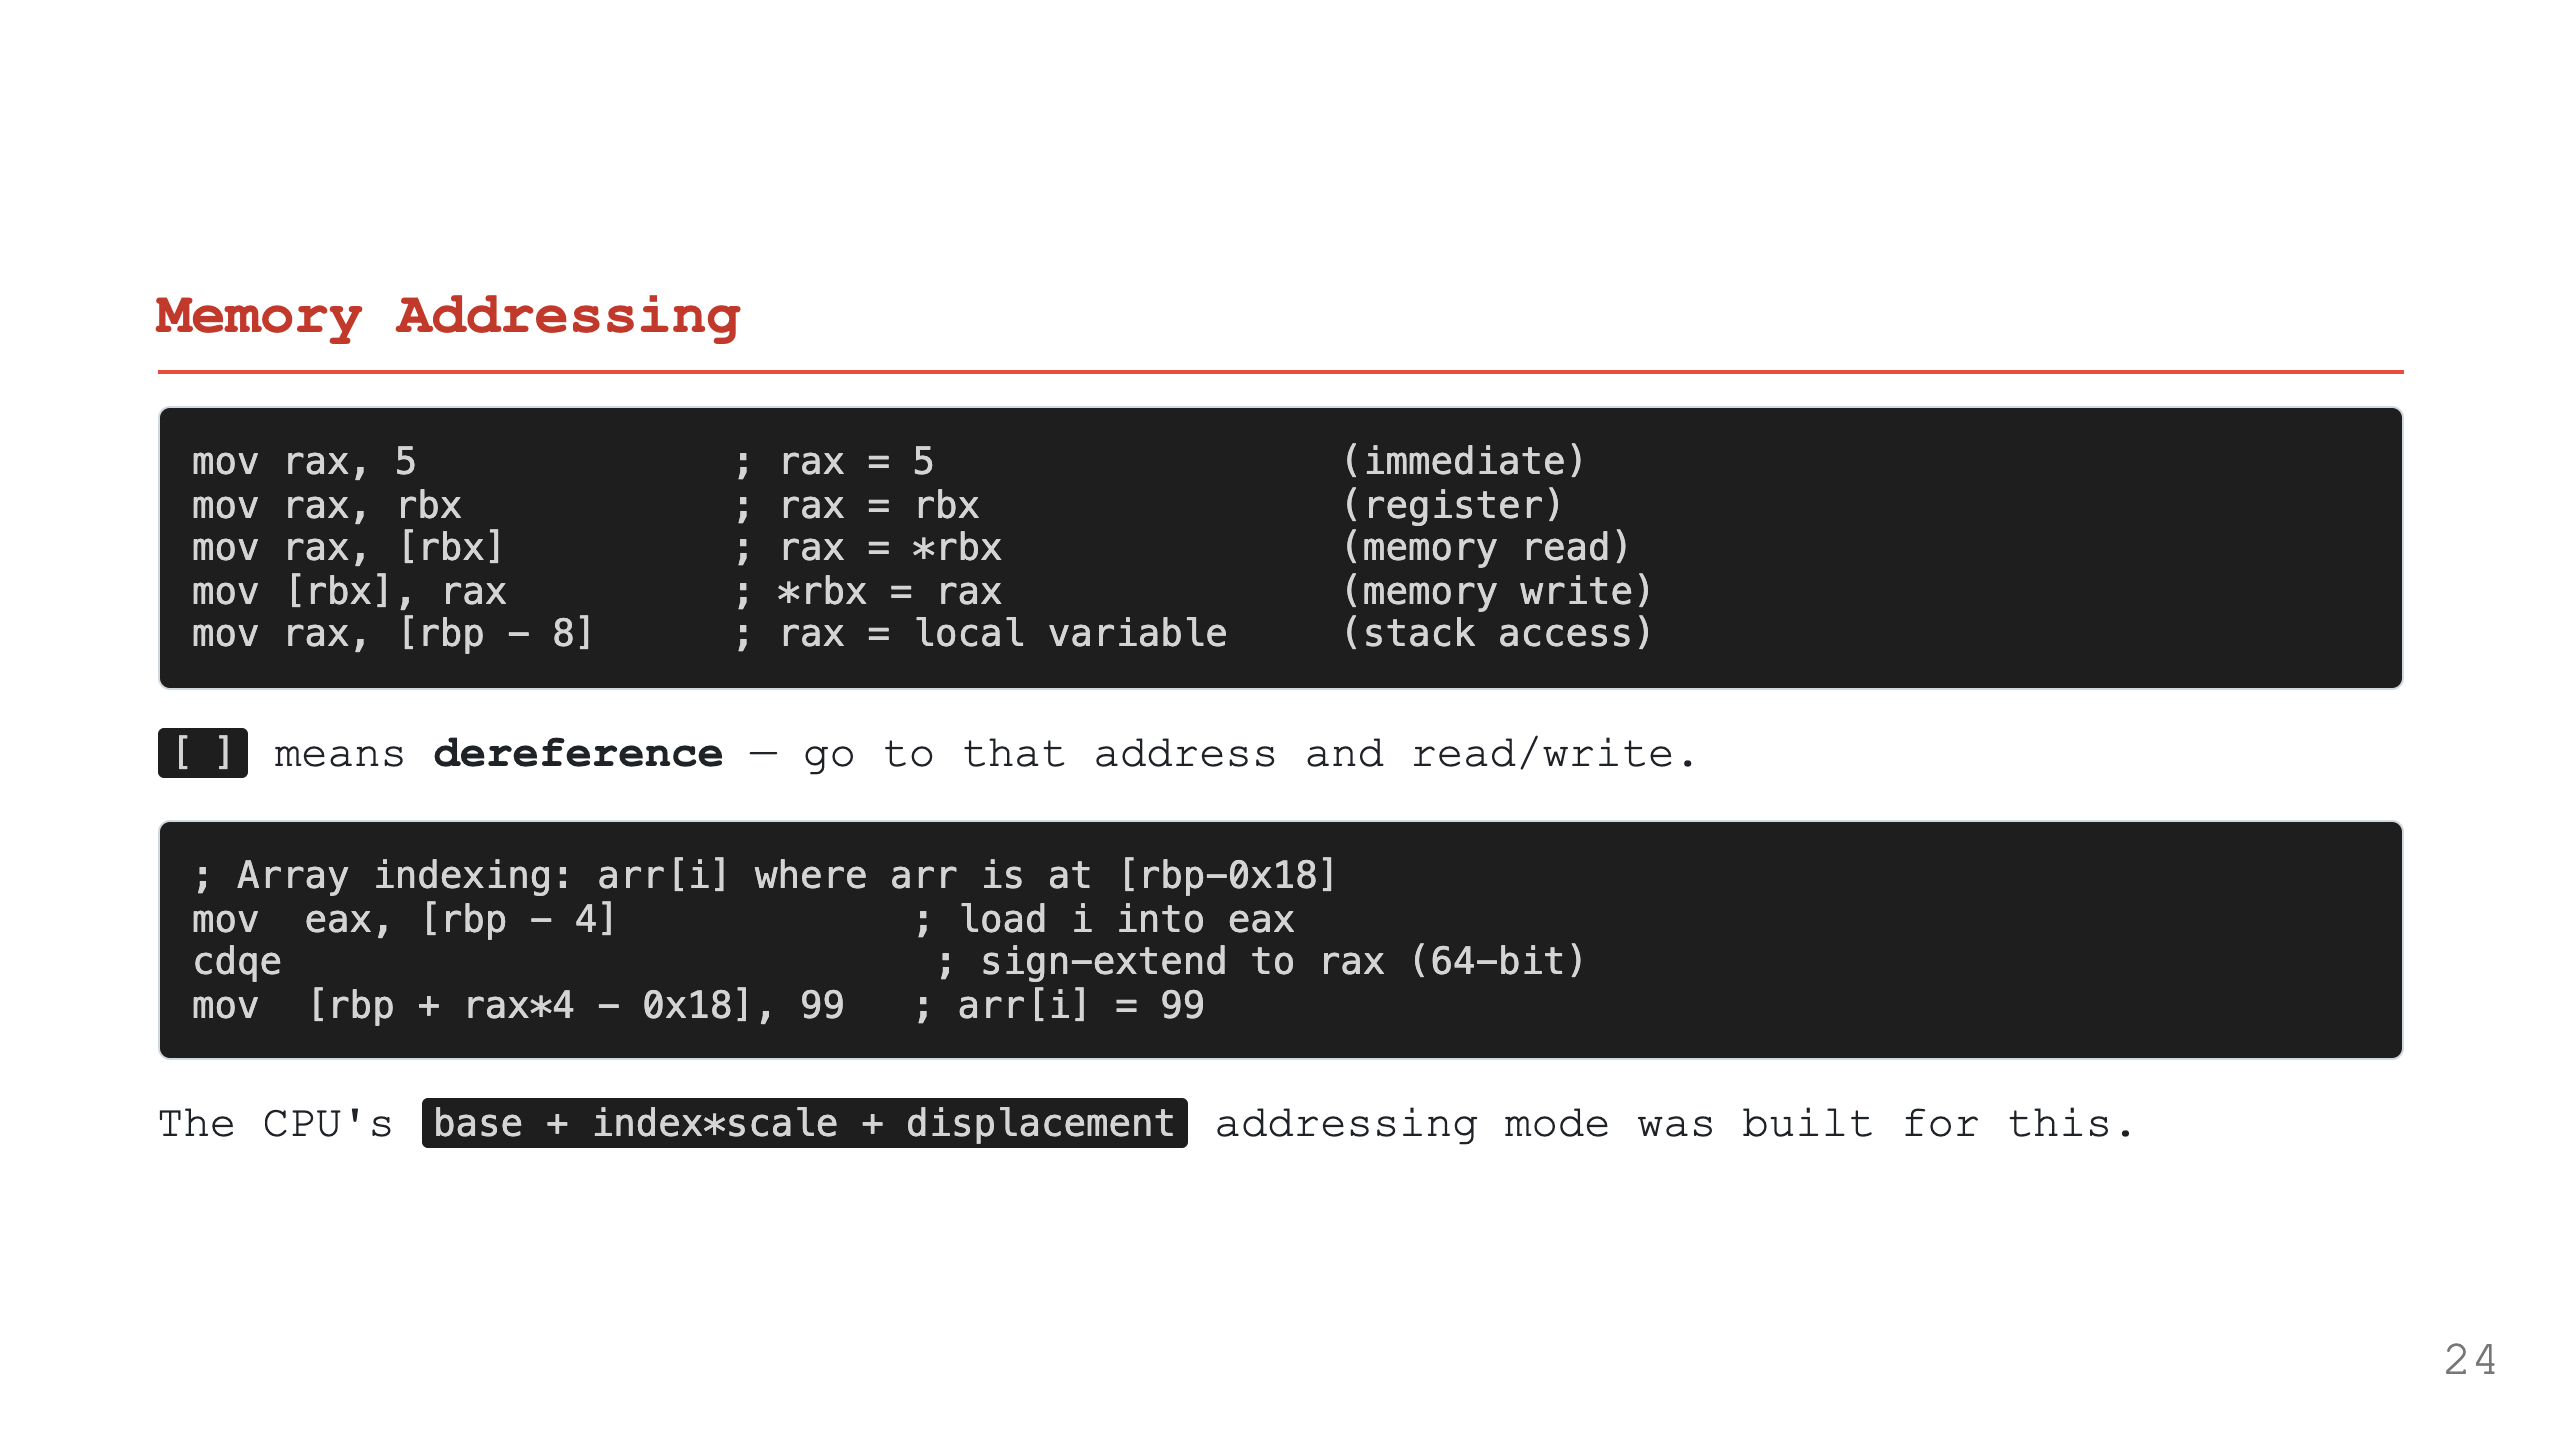 Memory Addressing
mov rax, 5              ; rax = 5                  (immediate)
mov rax, rbx            ; rax = rbx                (register)
mov rax, [rbx]          ; rax = *rbx               (memory read)
mov [rbx], rax          ; *rbx = rax               (memory write)
mov rax, [rbp - 8]      ; rax = local variable     (stack access)
[ ] means dereference — go to that address and read/write.
; Array indexing: arr[i] where arr is at [rbp-0x18]
mov  eax, [rbp - 4]             ; load i into eax
cdqe                             ; sign-extend to rax (64-bit)
mov  [rbp + rax*4 - 0x18], 99   ; arr[i] = 99
The CPU's base + index*scale + displacement addressing mode was built for this.
24